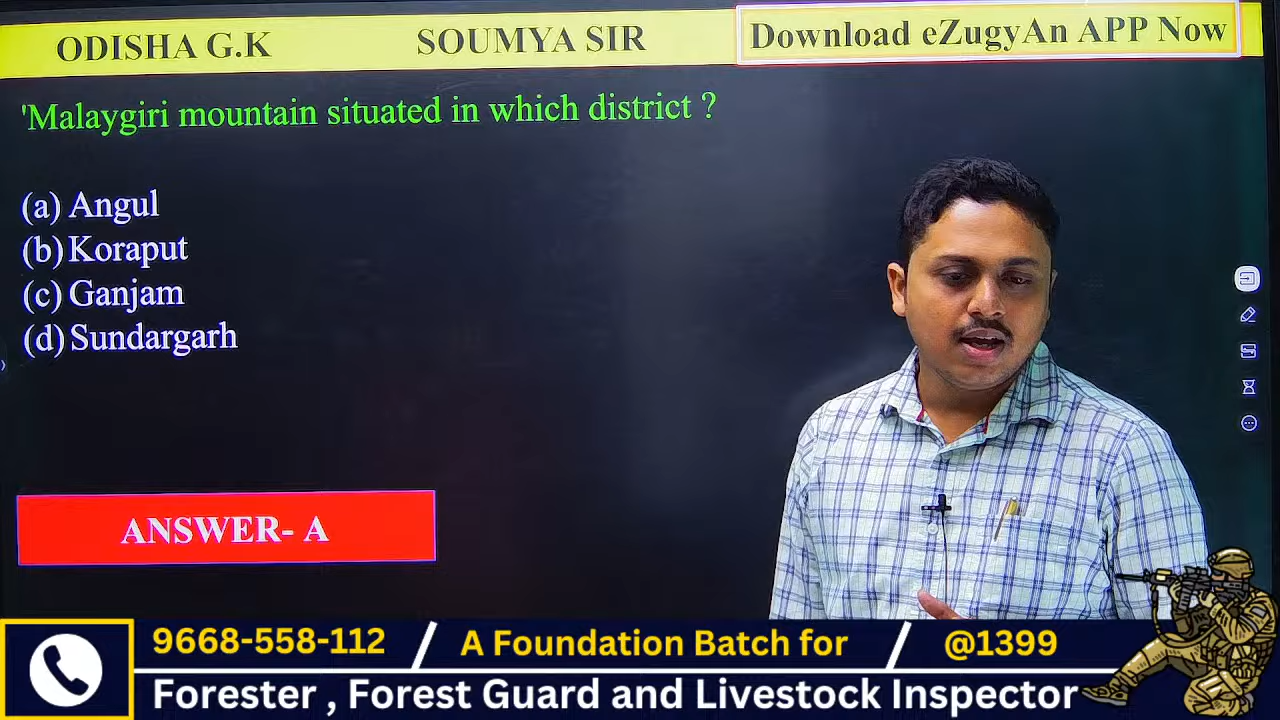 ODISHA G.K SOUMYA SIR Download eZugyAn APP Now
'Malaygiri mountain situated in which district ?
(a) Angul
(b) Koraput
(c) Ganjam
(d) Sundargarh
ANSWER- A
9668-558-112 / A Foundation Batch for / @1399
Forester , Forest Guard and Livestock Inspector